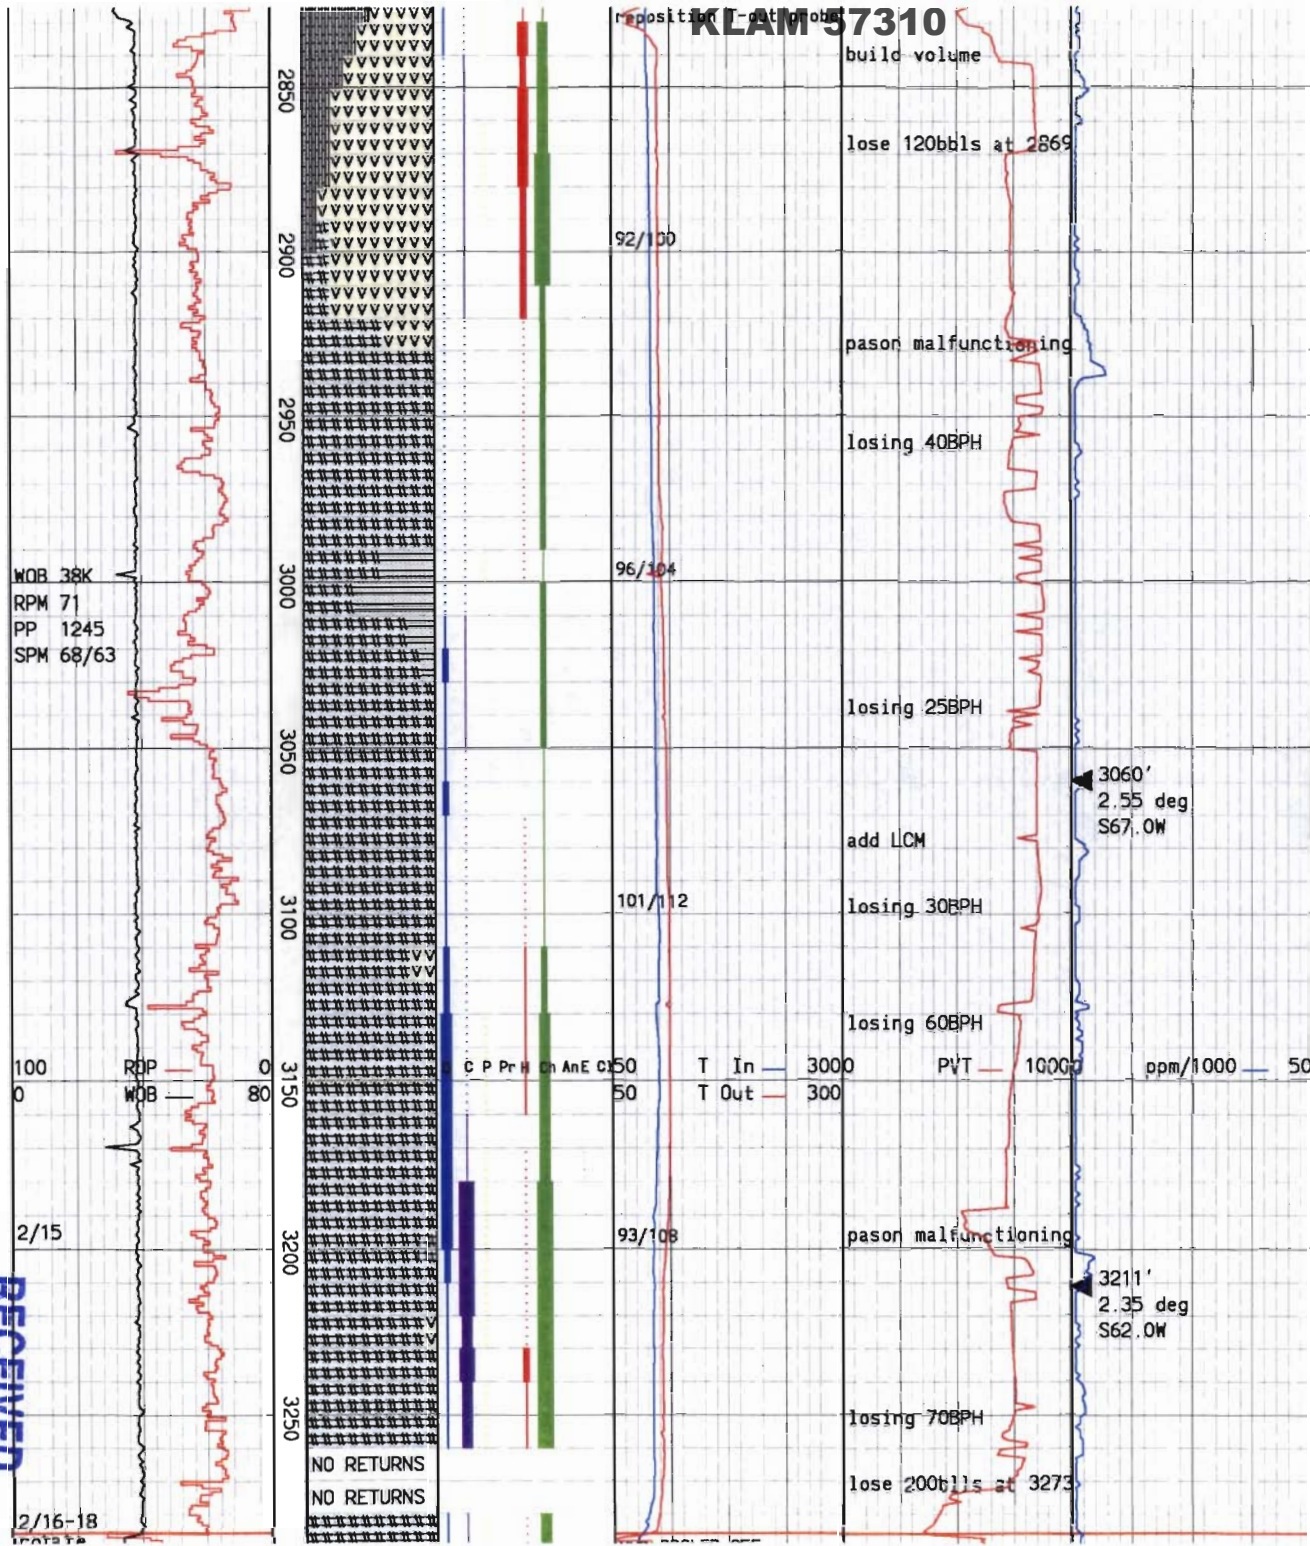 reposition T-out probe
KLAM 57310
build volume
2850
lose 120bbls at 2869
92/100
2900
pason malfunctioning
2950
losing 40BPH
96/104
WOB 38K
3000
RPM 71
PP 1245
SPM 68/63
losing 25BPH
3050
3060'
2.55 deg
S67.0W
add LCM
101/112
losing 30BPH
3100
losing 60BPH
100 ROP 0
C P Pr H Ch AnE Cl
50 T In 300
0 PVT 1000
0 ppm/1000 50
3150
0 WOB 80
50 T Out 300
2/15
93/108
pason malfunctioning
3200
3211'
2.35 deg
S62.0W
RECEIVED
3250
losing 70BPH
NO RETURNS
lose 200blls at 3273
NO RETURNS
2/16-18